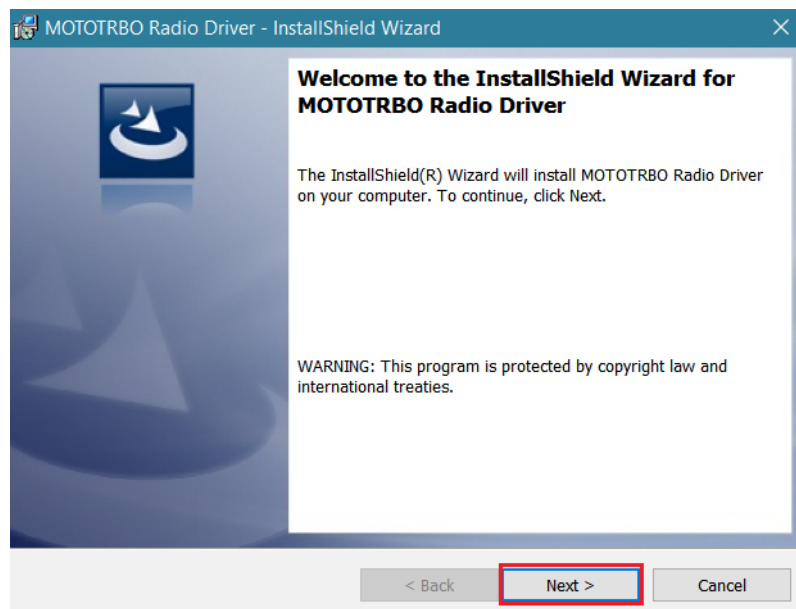 MOTOTRBO Radio Driver - InstallShield Wizard
Welcome to the InstallShield Wizard for
MOTOTRBO Radio Driver
The InstallShield(R) Wizard will install MOTOTRBO Radio Driver
on your computer. To continue, click Next.
WARNING: This program is protected by copyright law and
international treaties.
< Back Next > Cancel